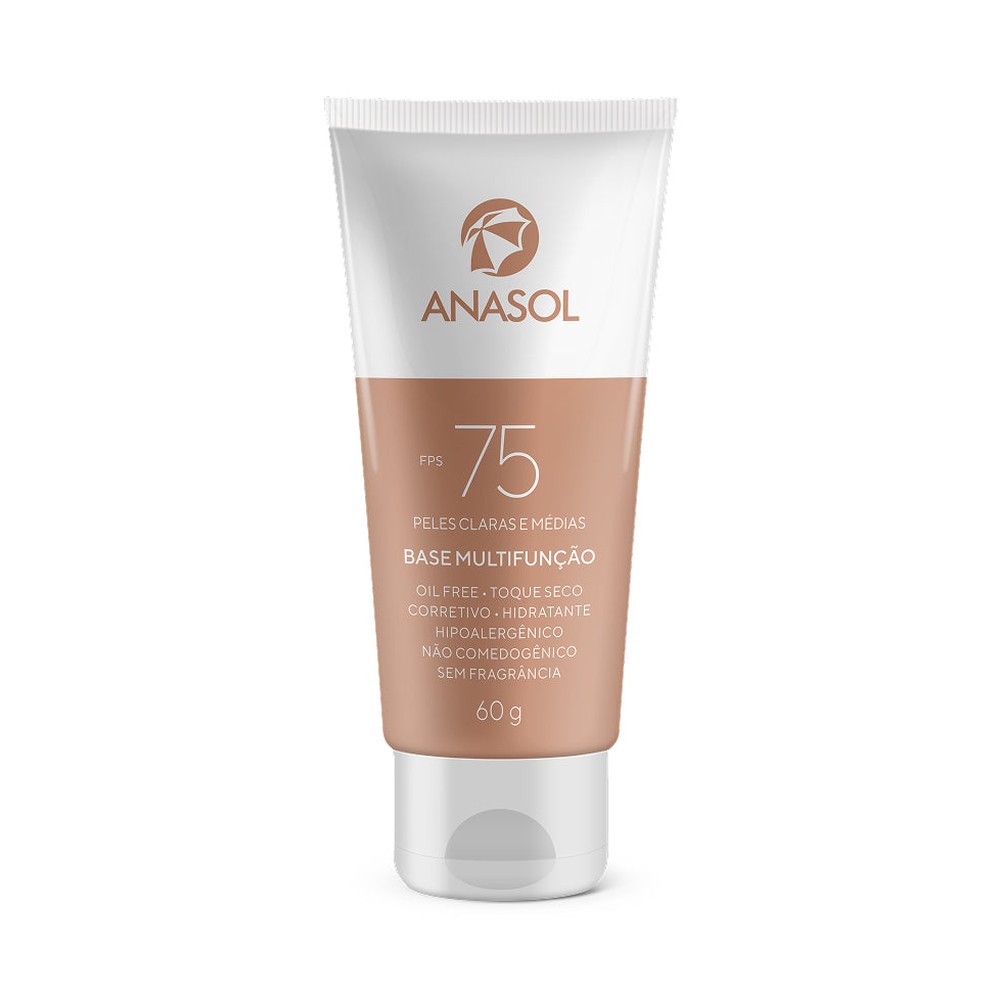 ANASOL
FPS 75
PELES CLARAS E MÉDIAS
BASE MULTIFUNÇÃO
OIL FREE • TOQUE SECO
CORRETIVO • HIDRATANTE
HIPOALERGÊNICO
NÃO COMEDOGÊNICO
SEM FRAGRÂNCIA
60 g